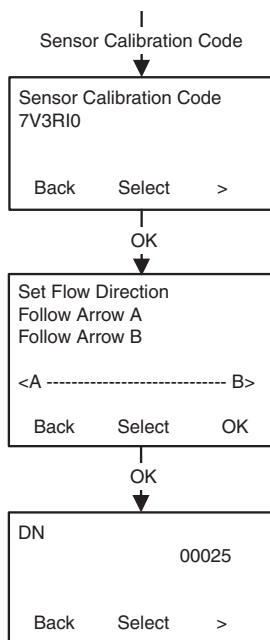 Sensor Calibration Code
Sensor Calibration Code
7V3RI0
Back Select >
OK
Set Flow Direction
Follow Arrow A
Follow Arrow B
<A ----------------------------- B>
Back Select OK
OK
DN
00025
Back Select >